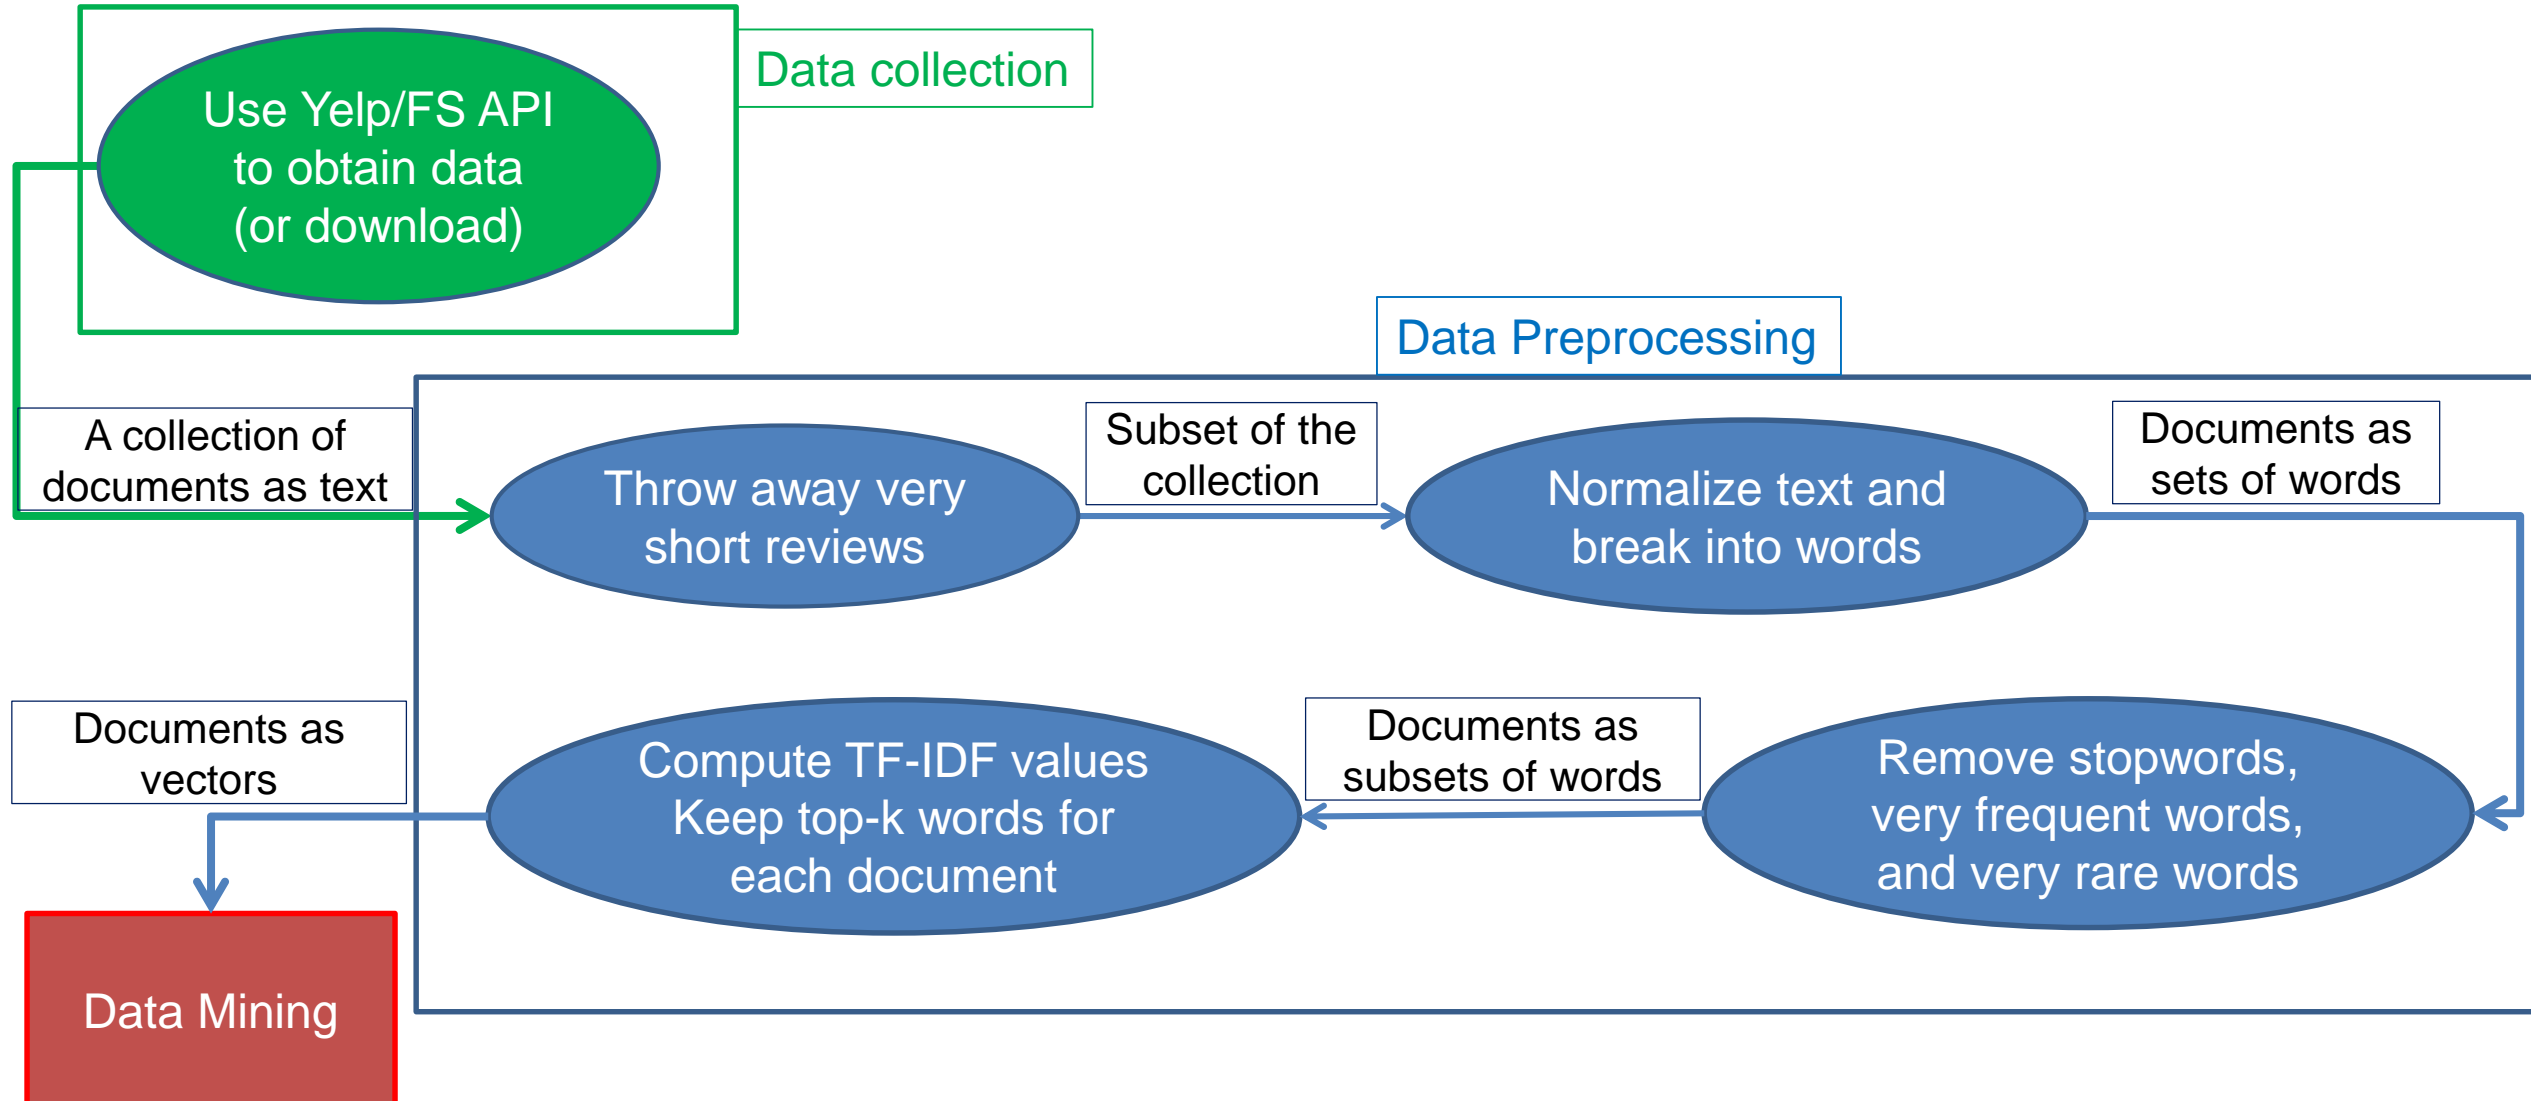 Use Yelp/FS API
to obtain data
(or download)
Data collection
Data Preprocessing
A collection of
documents as text
Throw away very
short reviews
Subset of the
collection
Normalize text and
break into words
Documents as
sets of words
Remove stopwords,
very frequent words,
and very rare words
Documents as
subsets of words
Compute TF-IDF values
Keep top-k words for
each document
Documents as
vectors
Data Mining